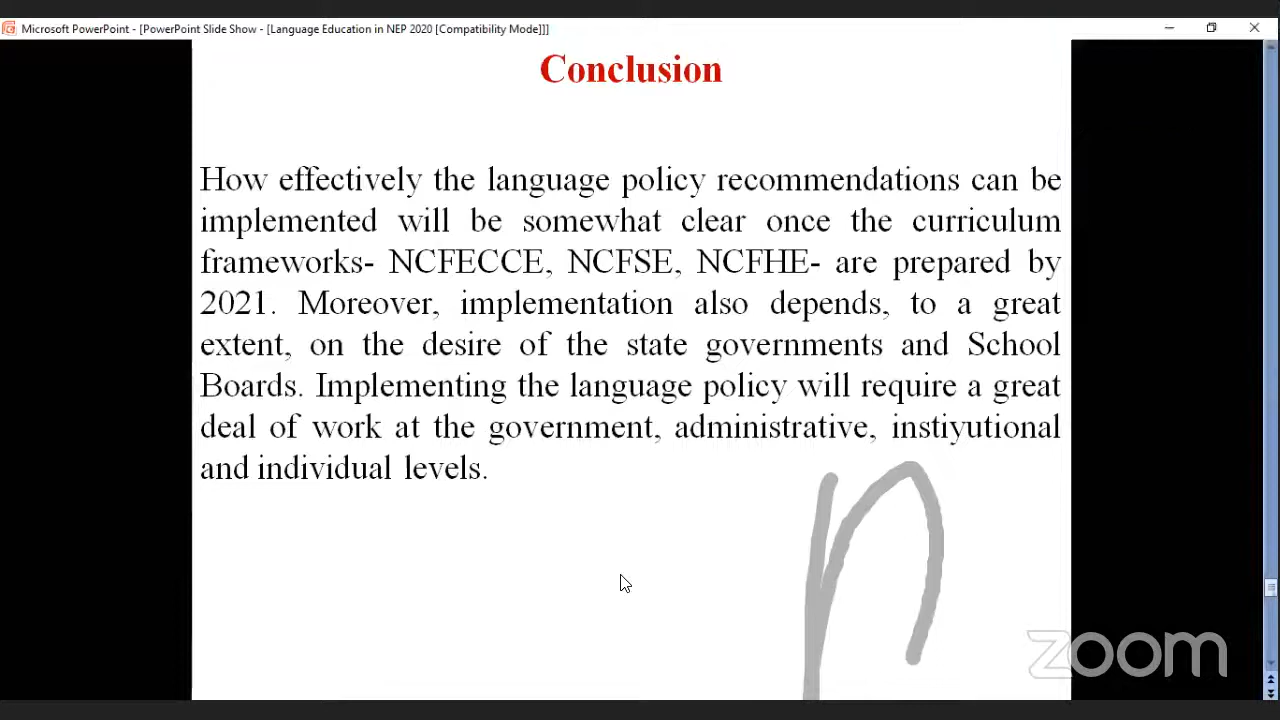 Microsoft PowerPoint - [PowerPoint Slide Show - [Language Education in NEP 2020 [Compatibility Mode]]]
Conclusion
How effectively the language policy recommendations can be
implemented will be somewhat clear once the curriculum
frameworks- NCFECCE, NCFSE, NCFHE- are prepared by
2021. Moreover, implementation also depends, to a great
extent, on the desire of the state governments and School
Boards. Implementing the language policy will require a great
deal of work at the government, administrative, instiyutional
and individual levels.
n
zoom